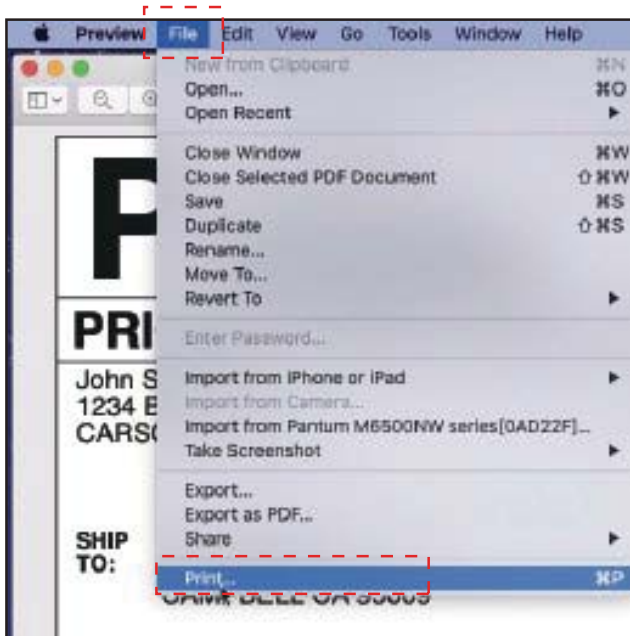 Preview File Edit View Go Tools Window Help
New from Clipboard ⌘N
Open... ⌘O
Open Recent ▶
Close Window ⌘W
Close Selected PDF Document ⇧⌘W
Save ⌘S
Duplicate ⇧⌘S
Rename...
Move To...
Revert To ▶
Enter Password...
Import from iPhone or iPad ▶
Import from Camera...
Import from Pantum M6500NW series[0AD22F]...
Take Screenshot ▶
Export...
Export as PDF...
Share ▶
Print... ⌘P
P
PRI
John S
1234 E
CARSO
SHIP
TO: